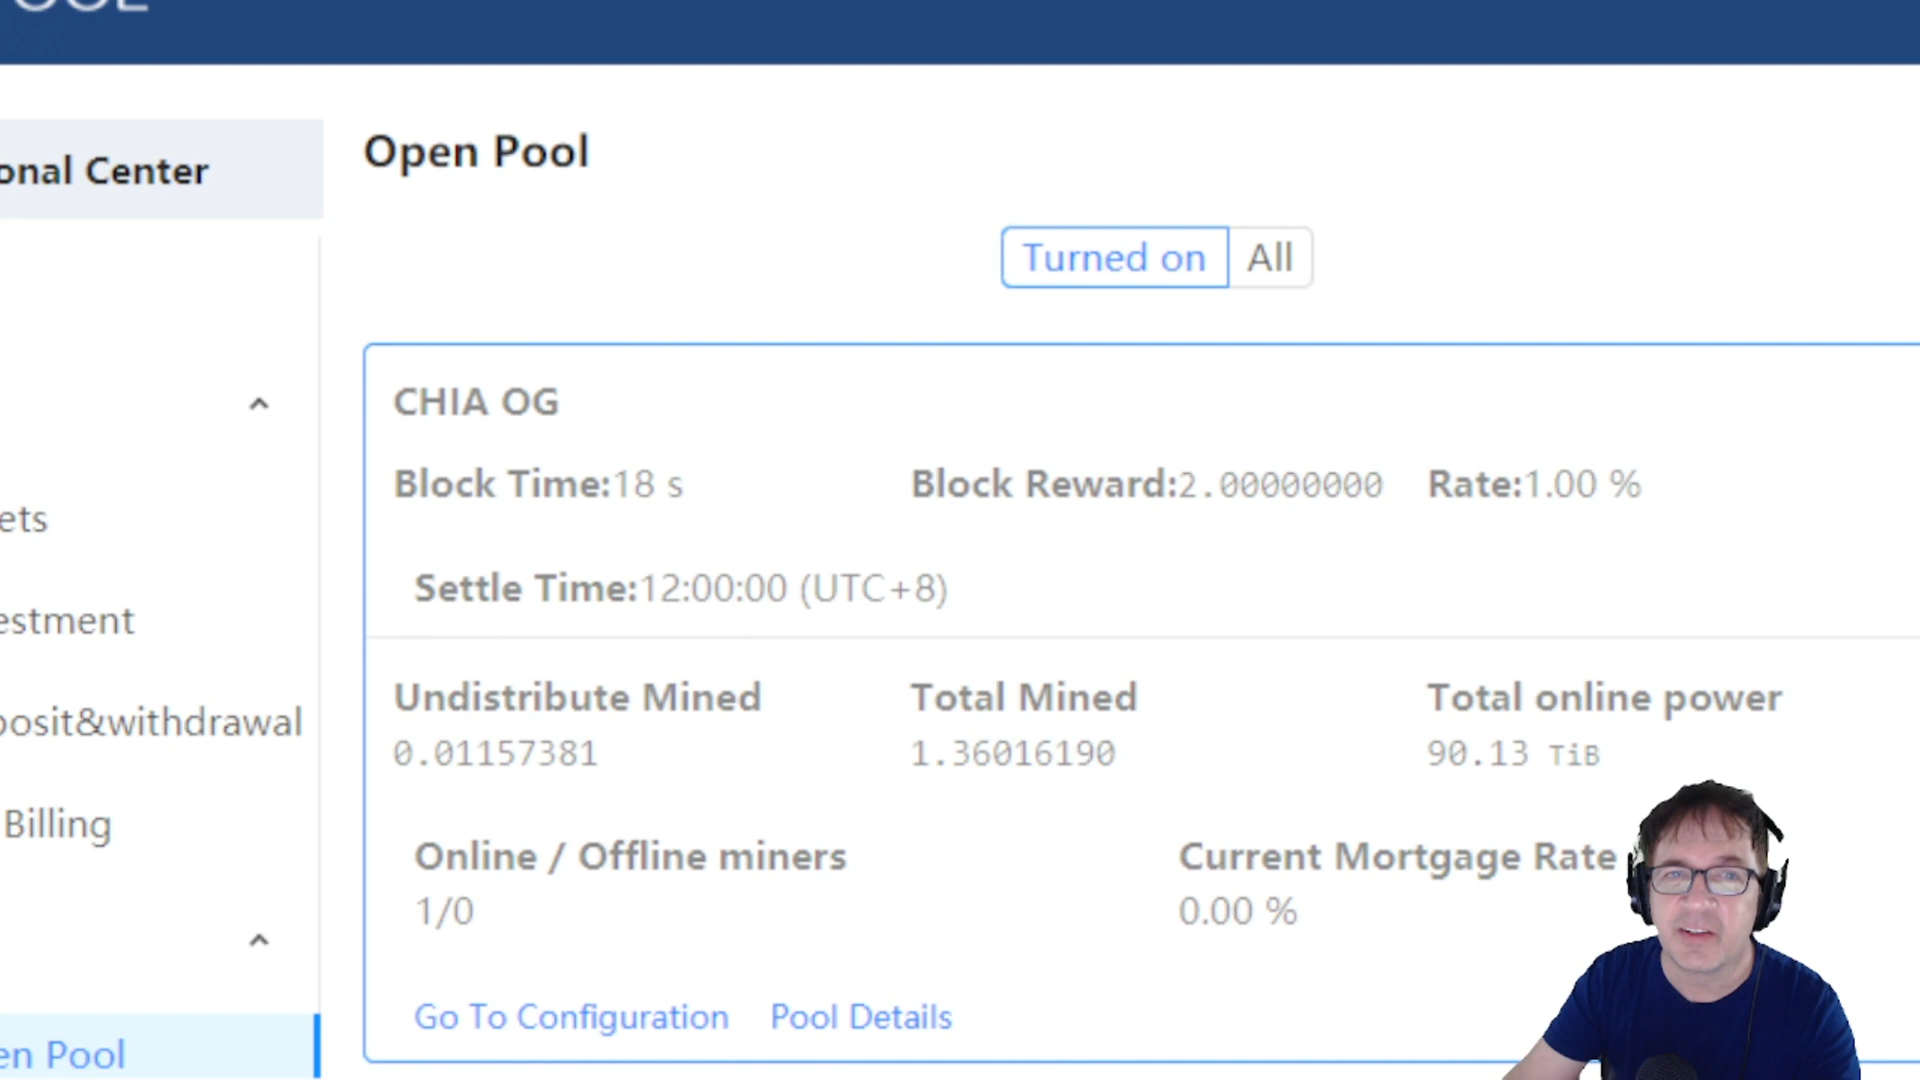 onal Center
Open Pool
Turned on All
CHIA OG
Block Time:18 s Block Reward:2.00000000 Rate:1.00 %
Settle Time:12:00:00 (UTC+8)
ets
estment
posit&withdrawal
Billing
en Pool
Undistribute Mined Total Mined Total online power
0.01157381 1.36016190 90.13 TiB
Online / Offline miners Current Mortgage Rate
1/0 0.00 %
Go To Configuration Pool Details